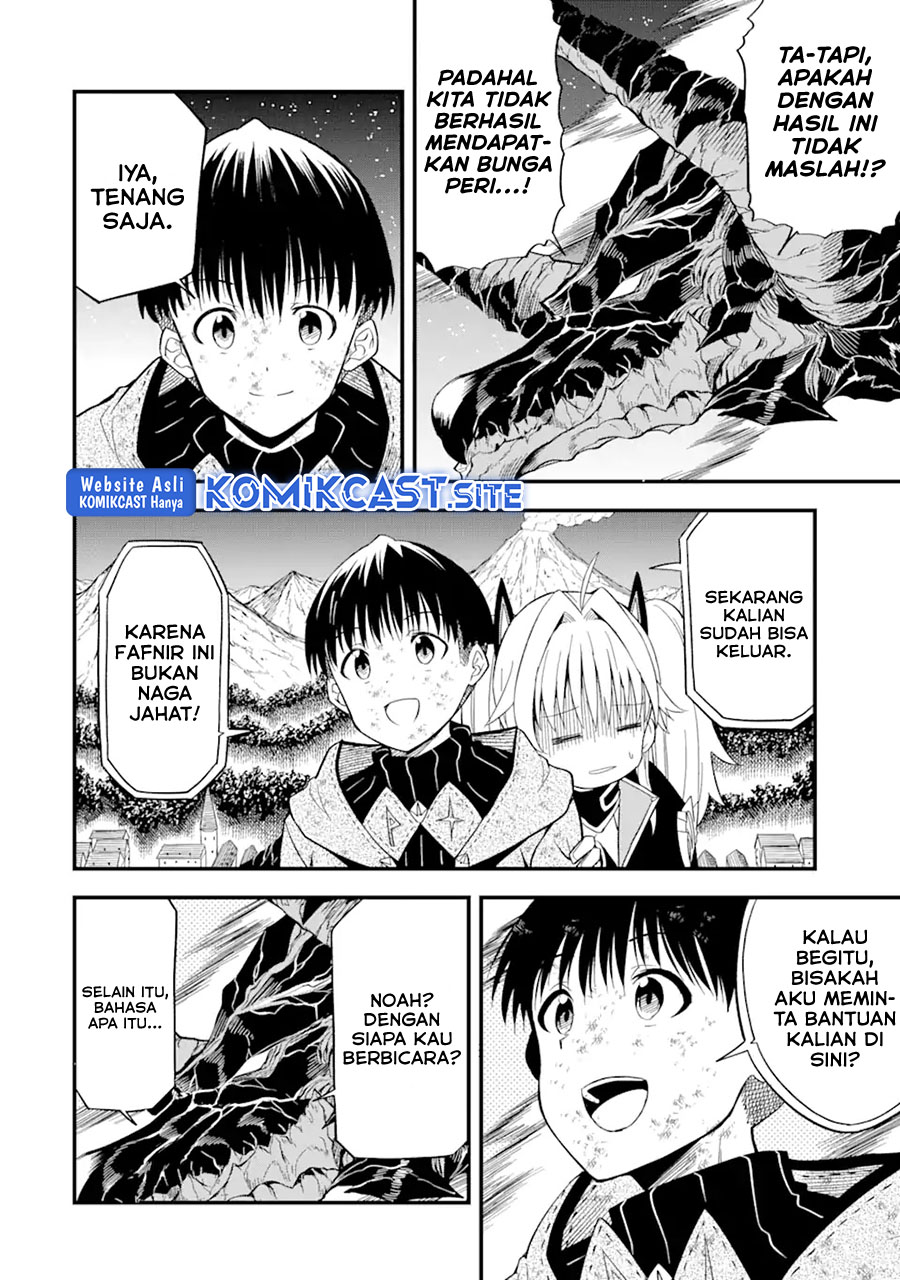 TA-TAPI,
APAKAH
DENGAN
HASIL INI
TIDAK
MASLAH!?
PADAHAL
KITA TIDAK
BERHASIL
MENDAPAT-
KAN BUNGA
PERI...!
IYA,
TENANG
SAJA.
Website Asli
KOMIKCAST Hanya
KOMIKCAST.SITE
SEKARANG
KALIAN
SUDAH BISA
KELUAR.
KARENA
FAFNIR INI
BUKAN
NAGA
JAHAT!
KALAU
BEGITU,
BISAKAH
AKU MEMIN-
TA BANTUAN
KALIAN DI
SINI?
NOAH?
DENGAN
SIAPA KAU
BERBICARA?
SELAIN ITU,
BAHASA
APA ITU...